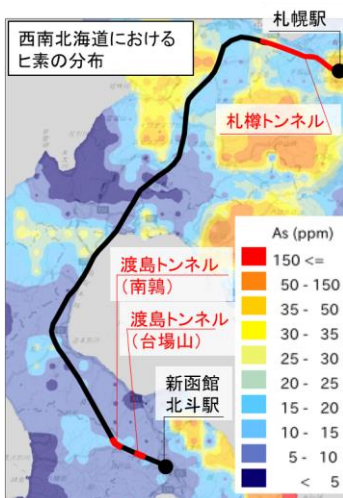 西南北海道における
ヒ素の分布
札幌駅
札樽トンネル
渡島トンネル
（南鶉）
渡島トンネル
（台場山）
新函館
北斗駅
As (ppm)
150 <=
50 - 150
35 - 50
30 - 35
25 - 30
20 - 25
15 - 20
10 - 15
5 - 10
< 5